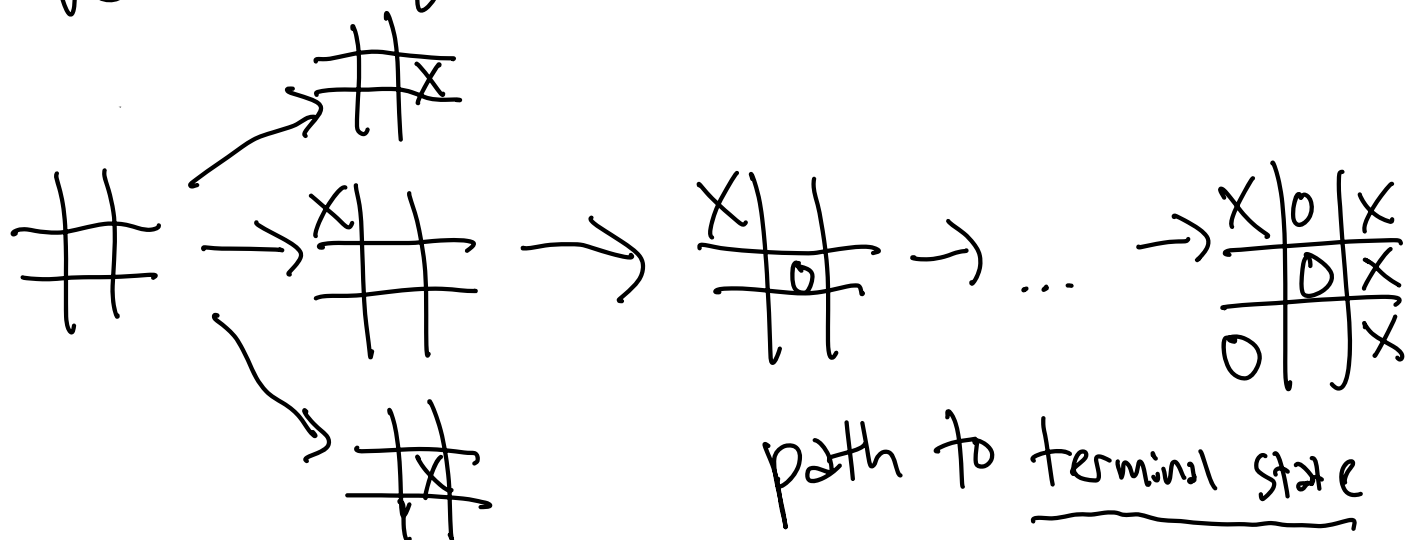 X
X
X
O
...
X O X
O X
O X
X
path to terminal state